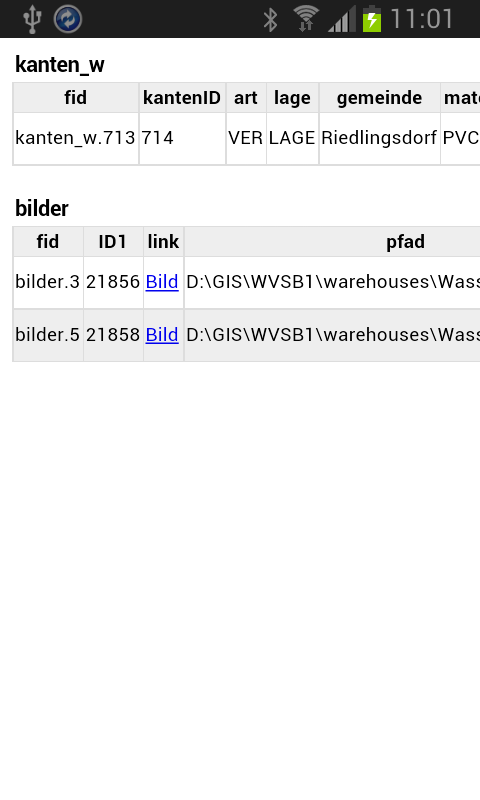 11:01
kanten_w
fid kantenID art lage gemeinde mate
kanten_w.713 714 VER LAGE Riedlingsdorf PVC
bilder
fid ID1 link pfad
bilder.3 21856 Bild D:\GIS\WVSB1\warehouses\Wass
bilder.5 21858 Bild D:\GIS\WVSB1\warehouses\Wass